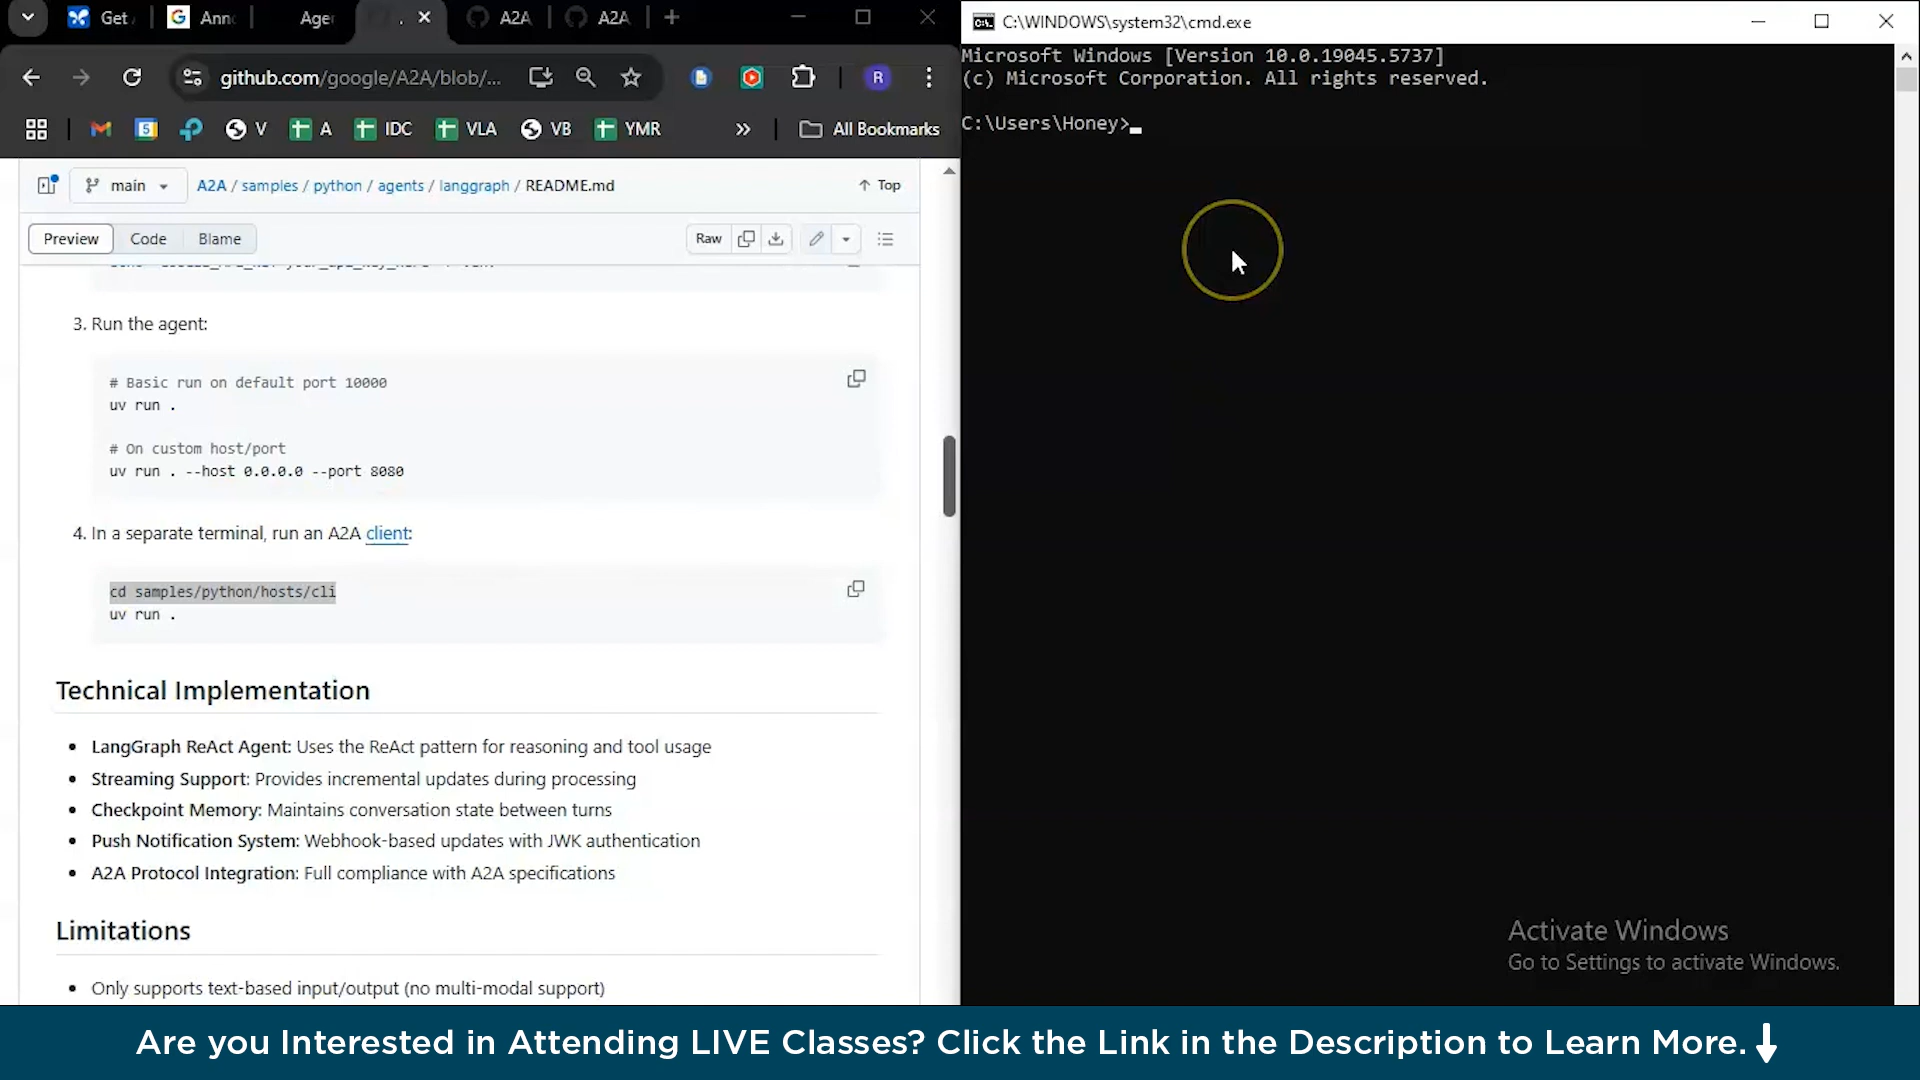 Get
Ann
Agen
.
A2A
A2A
github.com/google/A2A/blob/...
R
V
A
IDC
VLA
VB
YMR
All Bookmarks
main
A2A / samples / python / agents / langgraph / README.md
Top
Preview
Code
Blame
Raw
3. Run the agent:
# Basic run on default port 10000
uv run .
# On custom host/port
uv run . --host 0.0.0.0 --port 8080
4. In a separate terminal, run an A2A client:
cd samples/python/hosts/cli
uv run .
Technical Implementation
• LangGraph ReAct Agent: Uses the ReAct pattern for reasoning and tool usage
• Streaming Support: Provides incremental updates during processing
• Checkpoint Memory: Maintains conversation state between turns
• Push Notification System: Webhook-based updates with JWK authentication
• A2A Protocol Integration: Full compliance with A2A specifications
Limitations
• Only supports text-based input/output (no multi-modal support)
C:\WINDOWS\system32\cmd.exe
Microsoft Windows [Version 10.0.19045.5737]
(c) Microsoft Corporation. All rights reserved.
C:\Users\Honey>
Activate Windows
Go to Settings to activate Windows.
Are you Interested in Attending LIVE Classes? Click the Link in the Description to Learn More.